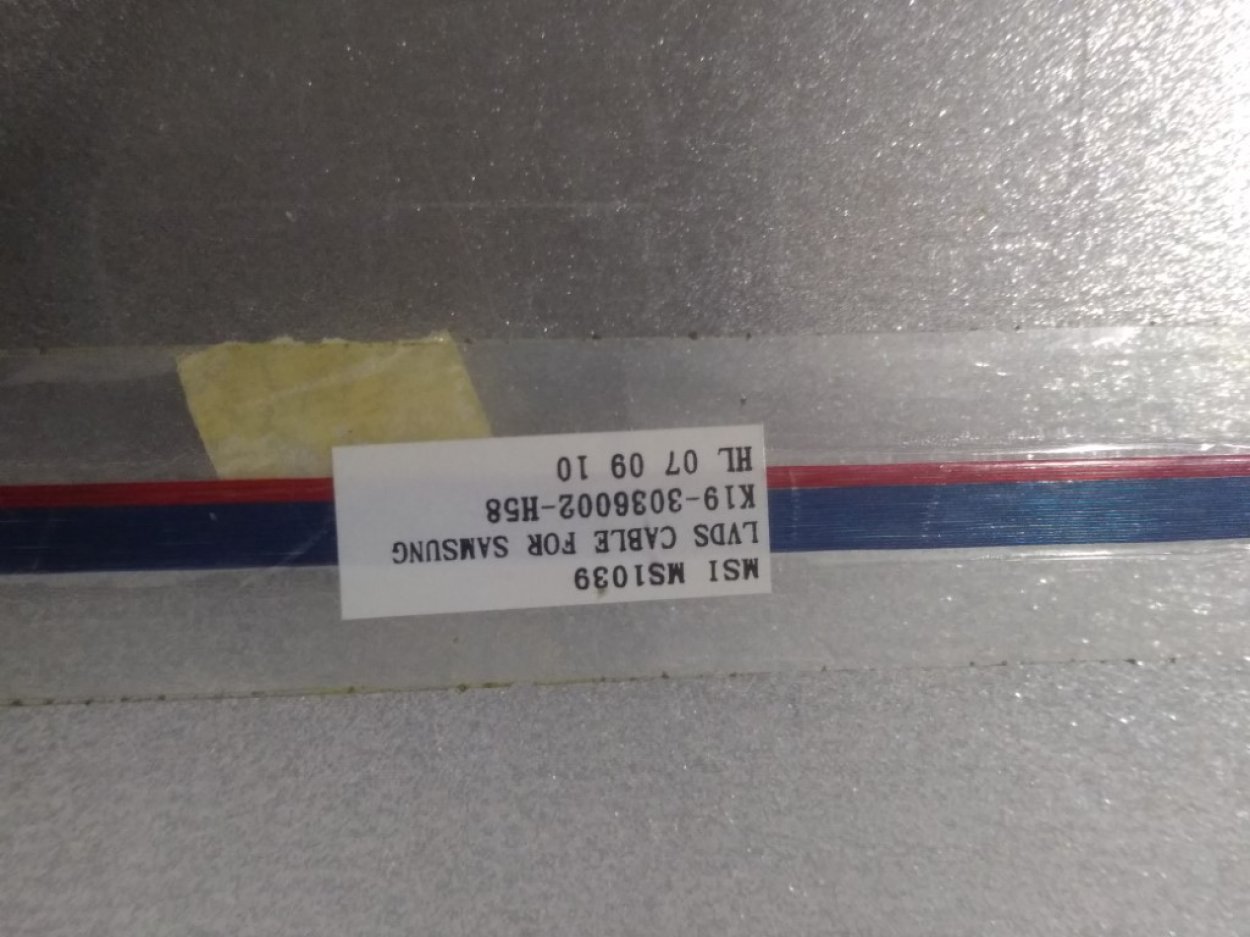 MSI MS1039
LVDS CABLE FOR SAMSUNG
K19-3036002-H58
HL 07 09 10